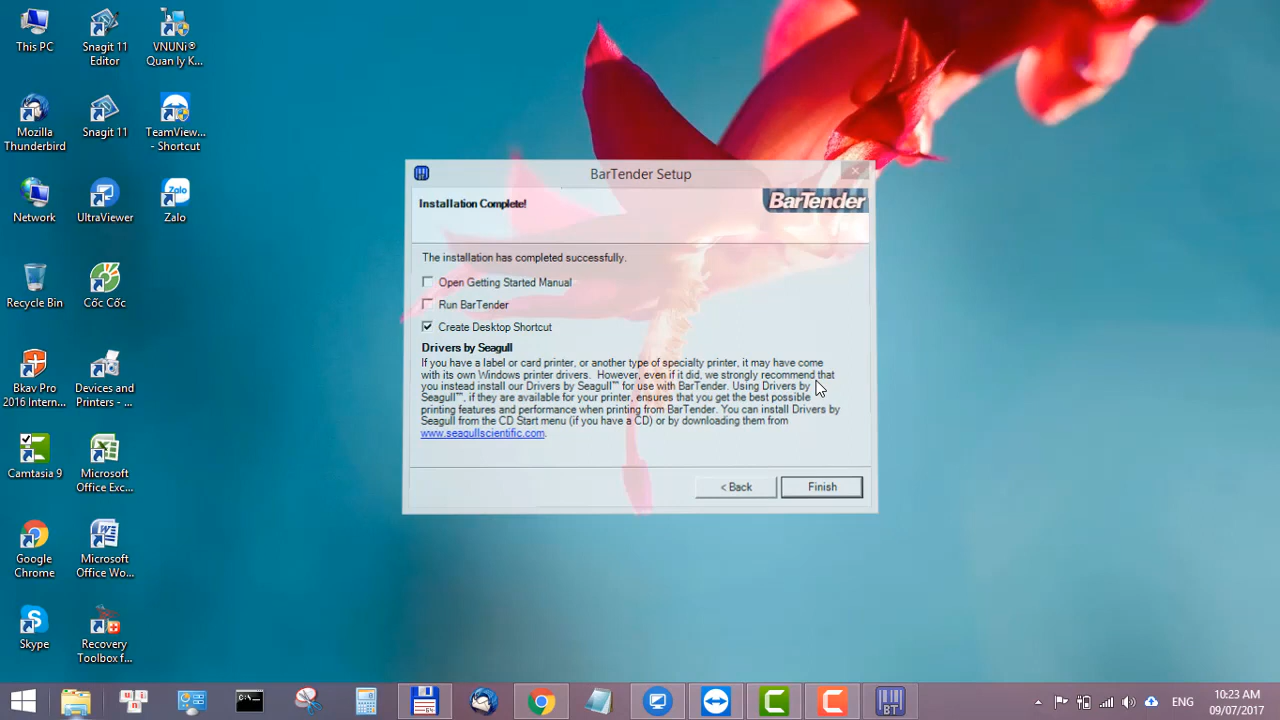 This PC
Snagit 11
Editor
VNUNi®
Quan ly K...
Mozilla
Thunderbird
Snagit 11
TeamView...
- Shortcut
Network
UltraViewer
Zalo
Recycle Bin
Cốc Cốc
Bkav Pro
2016 Intern...
Devices and
Printers - ...
Camtasia 9
Microsoft
Office Exc...
Google
Chrome
Microsoft
Office Wo...
Skype
Recovery
Toolbox f...
BarTender Setup
Installation Complete!
BarTender
The installation has completed successfully.
Open Getting Started Manual
Run BarTender
Create Desktop Shortcut
Drivers by Seagull
If you have a label or card printer, or another type of specialty printer, it may have come
with its own Windows printer drivers. However, even if it did, we strongly recommend that
you instead install our Drivers by Seagull™ for use with BarTender. Using Drivers by
Seagull™, if they are available for your printer, ensures that you get the best possible
printing features and performance when printing from BarTender. You can install Drivers by
Seagull from the CD Start menu (if you have a CD) or by downloading them from
www.seagullscientific.com.
< Back
Finish
BT
ENG
10:23 AM
09/07/2017